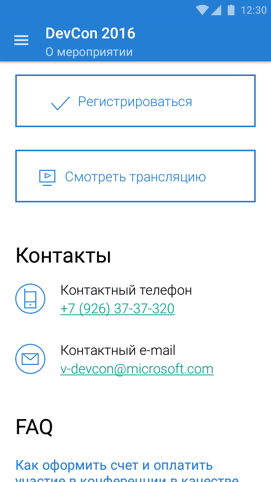 12:30
DevCon 2016
О мероприятии
Регистрироваться
Смотреть трансляцию
Контакты
Контактный телефон
+7 (926) 37-37-320
Контактный e-mail
v-devcon@microsoft.com
FAQ
Как оформить счет и оплатить
участие в конференции в качестве